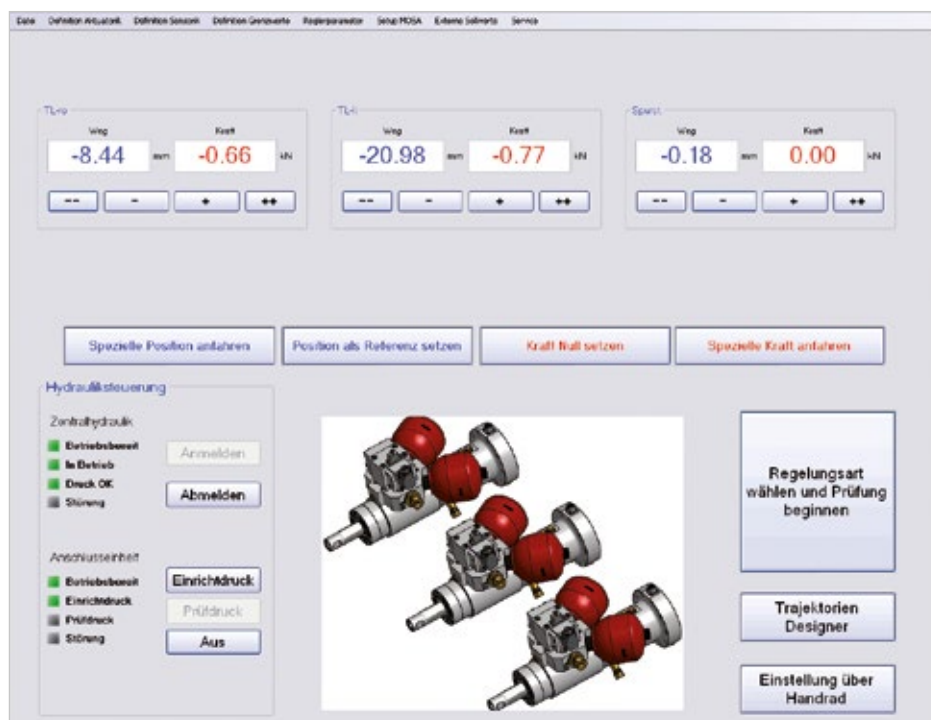 Datei Definition Aktuatorik Definition Sensorik Definition Grenzwerte Reglerparameter Setup MOSA Externe Sollwerte Service
TL-re TL-li
Weg Kraft Weg Kraft Weg Kraft
-8.44 mm -0.66 kN -20.98 mm -0.77 kN -0.18 mm 0.00 kN
-- - + ++ -- - + ++ -- - + ++
Spezielle Position anfahren Position als Referenz setzen Kraft Null setzen Spezielle Kraft anfahren
Hydrauliksteuerung
Zentralhydraulik
Betriebsbereit
In Betrieb
Druck OK
Störung
Anmelden
Abmelden
Anschlusseinheit
Betriebsbereit
Einrichtdruck
Prüfdruck
Störung
Einrichtdruck
Prüfdruck
Aus
Regelungsart
wählen und Prüfung
beginnen
Trajektorien
Designer
Einstellung über
Handrad